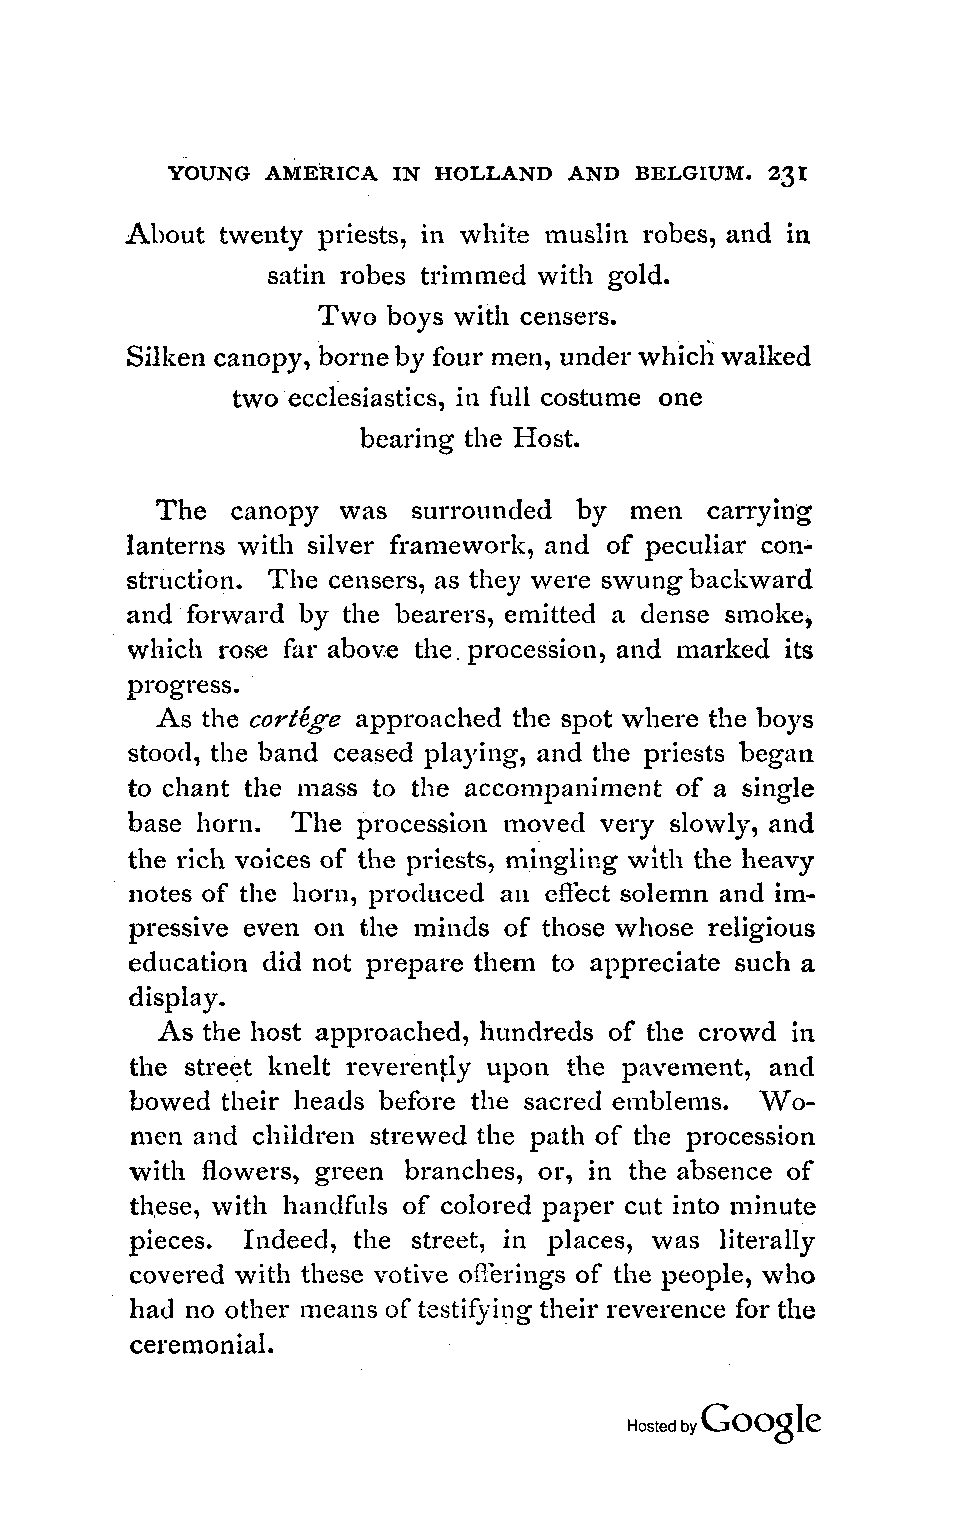 YOUNG AMERICA IN HOLLAND AND BELGIUM. 231
About twenty priests, in white muslin robes, and in
satin robes trimmed with gold.
Two boys with censers.
Silken canopy, borne by four men, under which walked
two ecclesiastics, in full costume one
bearing the Host.
The canopy was surrounded by men carrying
lanterns with silver framework, and of peculiar con-
struction. The censers, as they were swung backward
and forward by the bearers, emitted a dense smoke,
which rose far above the procession, and marked its
progress.
As the cortége approached the spot where the boys
stood, the band ceased playing, and the priests began
to chant the mass to the accompaniment of a single
base horn. The procession moved very slowly, and
the rich voices of the priests, mingling with the heavy
notes of the horn, produced an effect solemn and im-
pressive even on the minds of those whose religious
education did not prepare them to appreciate such a
display.
As the host approached, hundreds of the crowd in
the street knelt reverently upon the pavement, and
bowed their heads before the sacred emblems. Wo-
men and children strewed the path of the procession
with flowers, green branches, or, in the absence of
these, with handfuls of colored paper cut into minute
pieces. Indeed, the street, in places, was literally
covered with these votive offerings of the people, who
had no other means of testifying their reverence for the
ceremonial.
Hosted by Google